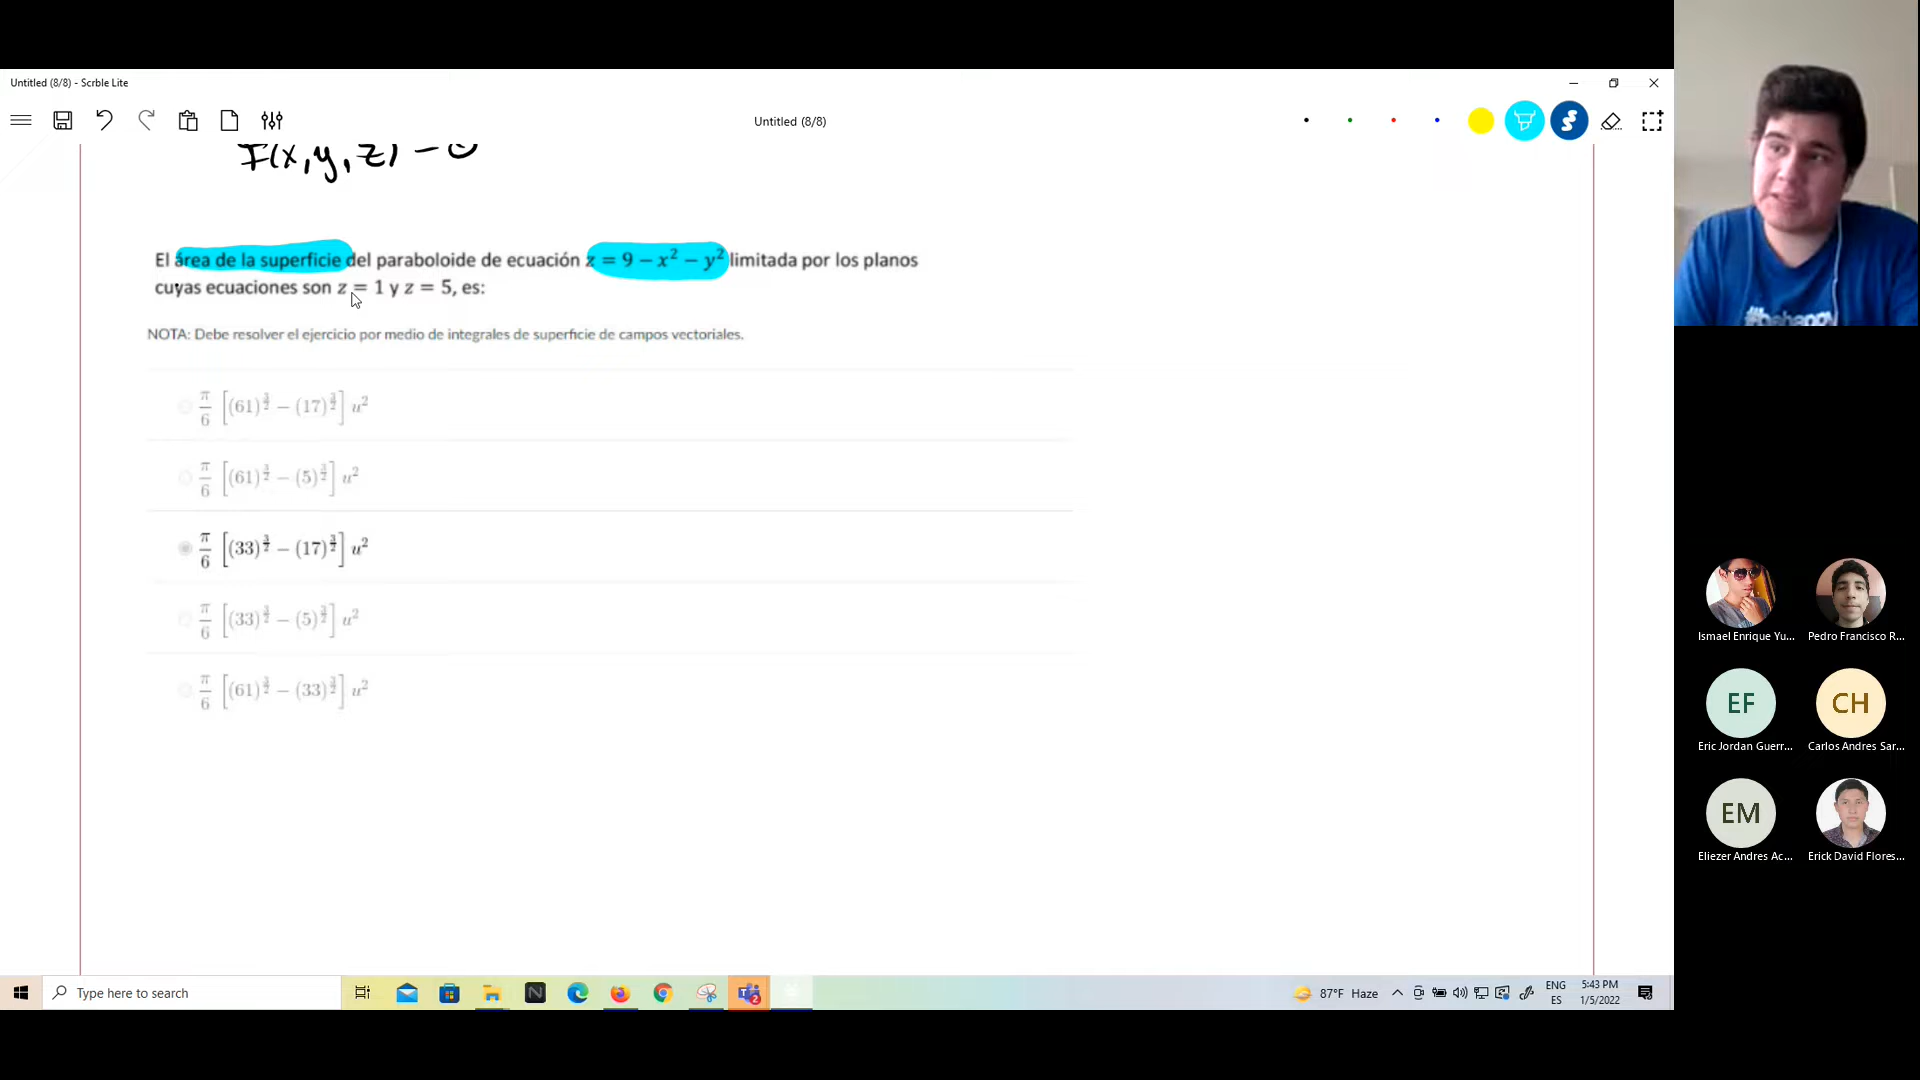 Untitled (8/8) - Scrble Lite
Untitled (8/8)
F(x,y,z) = 0
El área de la superficie del paraboloide de ecuación z = 9 − x² − y² limitada por los planos
cuyas ecuaciones son z = 1 y z = 5, es:
NOTA: Debe resolver el ejercicio por medio de integrales de superficie de campos vectoriales.
π/6 [(61)^(3/2) − (17)^(3/2)] u²
π/6 [(61)^(3/2) − (5)^(3/2)] u²
π/6 [(33)^(3/2) − (17)^(3/2)] u²
π/6 [(33)^(3/2) − (5)^(3/2)] u²
π/6 [(61)^(3/2) − (33)^(3/2)] u²
#behappy
Ismael Enrique Yu...
Pedro Francisco R...
EF
CH
Eric Jordan Guerr...
Carlos Andres Sar...
EM
Eliezer Andres Ac...
Erick David Flores...
Type here to search
N
T
2
87°F Haze
ENG
ES
5:43 PM
1/5/2022